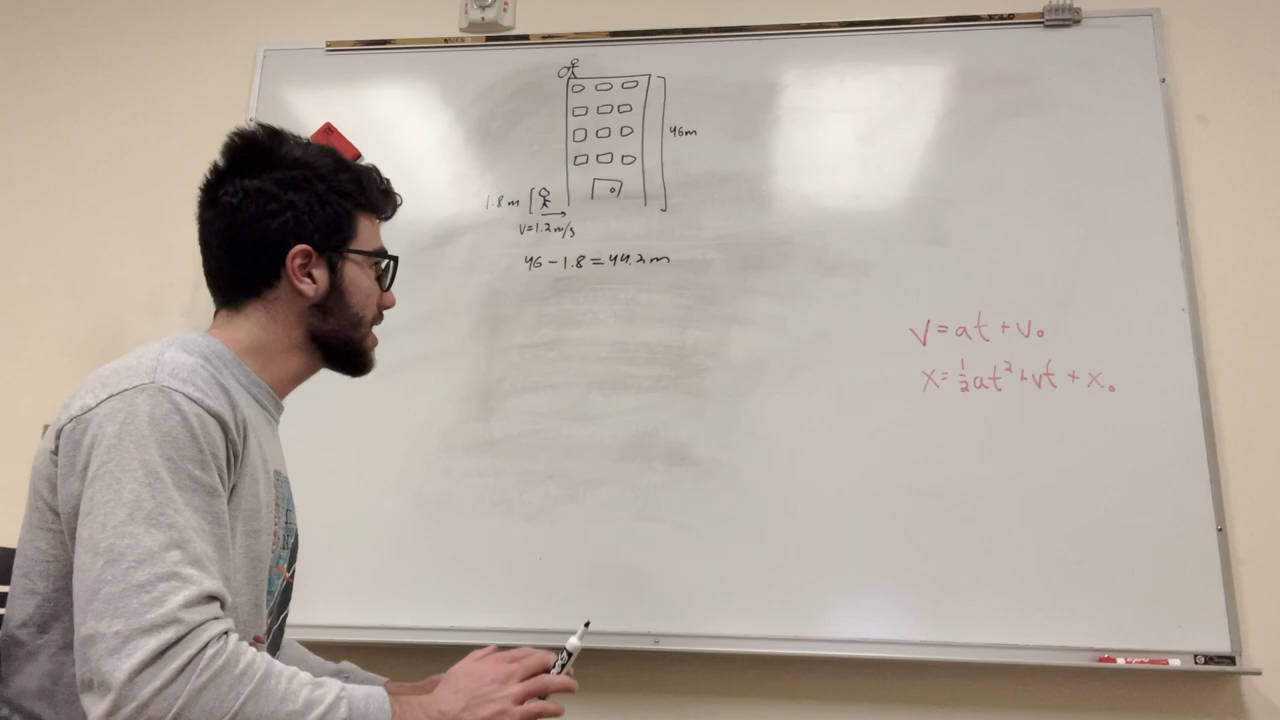 46m
1.8m
V=1.2m/s
46-1.8=44.2m
V=at+V₀
X=½at²+vt+X₀